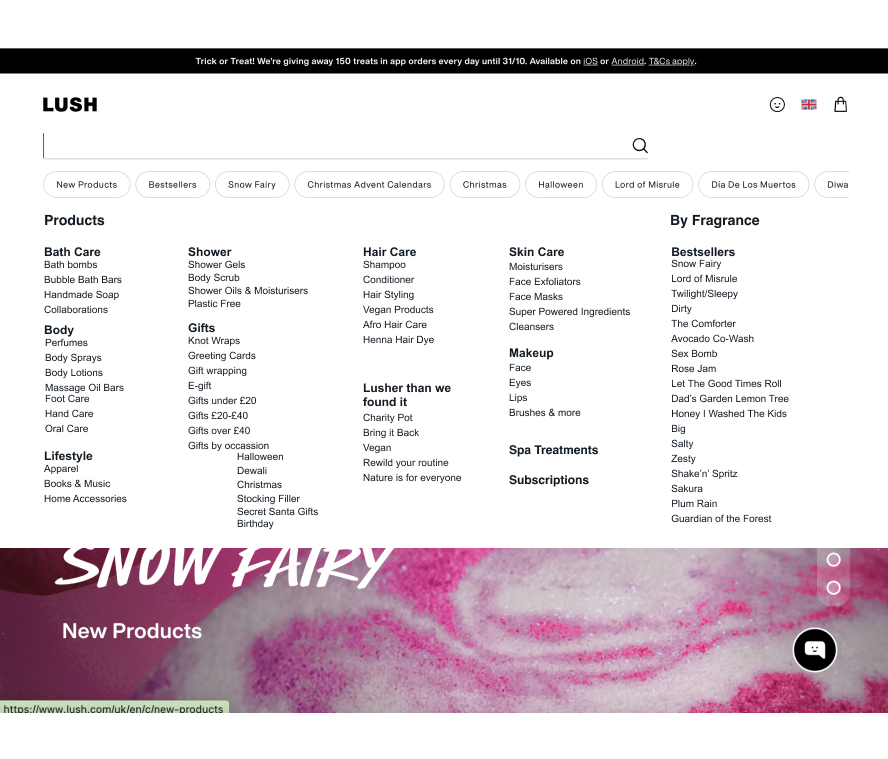 Trick or Treat! We're giving away 150 treats in app orders every day until 31/10. Available on iOS or Android. T&Cs apply.
LUSH
New Products
Bestsellers
Snow Fairy
Christmas Advent Calendars
Christmas
Halloween
Lord of Misrule
Día De Los Muertos
Diwa
Products
Bath Care
Bath bombs
Bubble Bath Bars
Handmade Soap
Collaborations
Body
Perfumes
Body Sprays
Body Lotions
Massage Oil Bars
Foot Care
Hand Care
Oral Care
Lifestyle
Apparel
Books & Music
Home Accessories
Shower
Shower Gels
Body Scrub
Shower Oils & Moisturisers
Plastic Free
Gifts
Knot Wraps
Greeting Cards
Gift wrapping
E-gift
Gifts under £20
Gifts £20-£40
Gifts over £40
Gifts by occassion
Halloween
Dewali
Christmas
Stocking Filler
Secret Santa Gifts
Birthday
Hair Care
Shampoo
Conditioner
Hair Styling
Vegan Products
Afro Hair Care
Henna Hair Dye
Lusher than we
found it
Charity Pot
Bring it Back
Vegan
Rewild your routine
Nature is for everyone
Skin Care
Moisturisers
Face Exfoliators
Face Masks
Super Powered Ingredients
Cleansers
Makeup
Face
Eyes
Lips
Brushes & more
Spa Treatments
Subscriptions
By Fragrance
Bestsellers
Snow Fairy
Lord of Misrule
Twilight/Sleepy
Dirty
The Comforter
Avocado Co-Wash
Sex Bomb
Rose Jam
Let The Good Times Roll
Dad's Garden Lemon Tree
Honey I Washed The Kids
Big
Salty
Zesty
Shake'n' Spritz
Sakura
Plum Rain
Guardian of the Forest
SNOW FAIRY
New Products
https://www.lush.com/uk/en/c/new-products